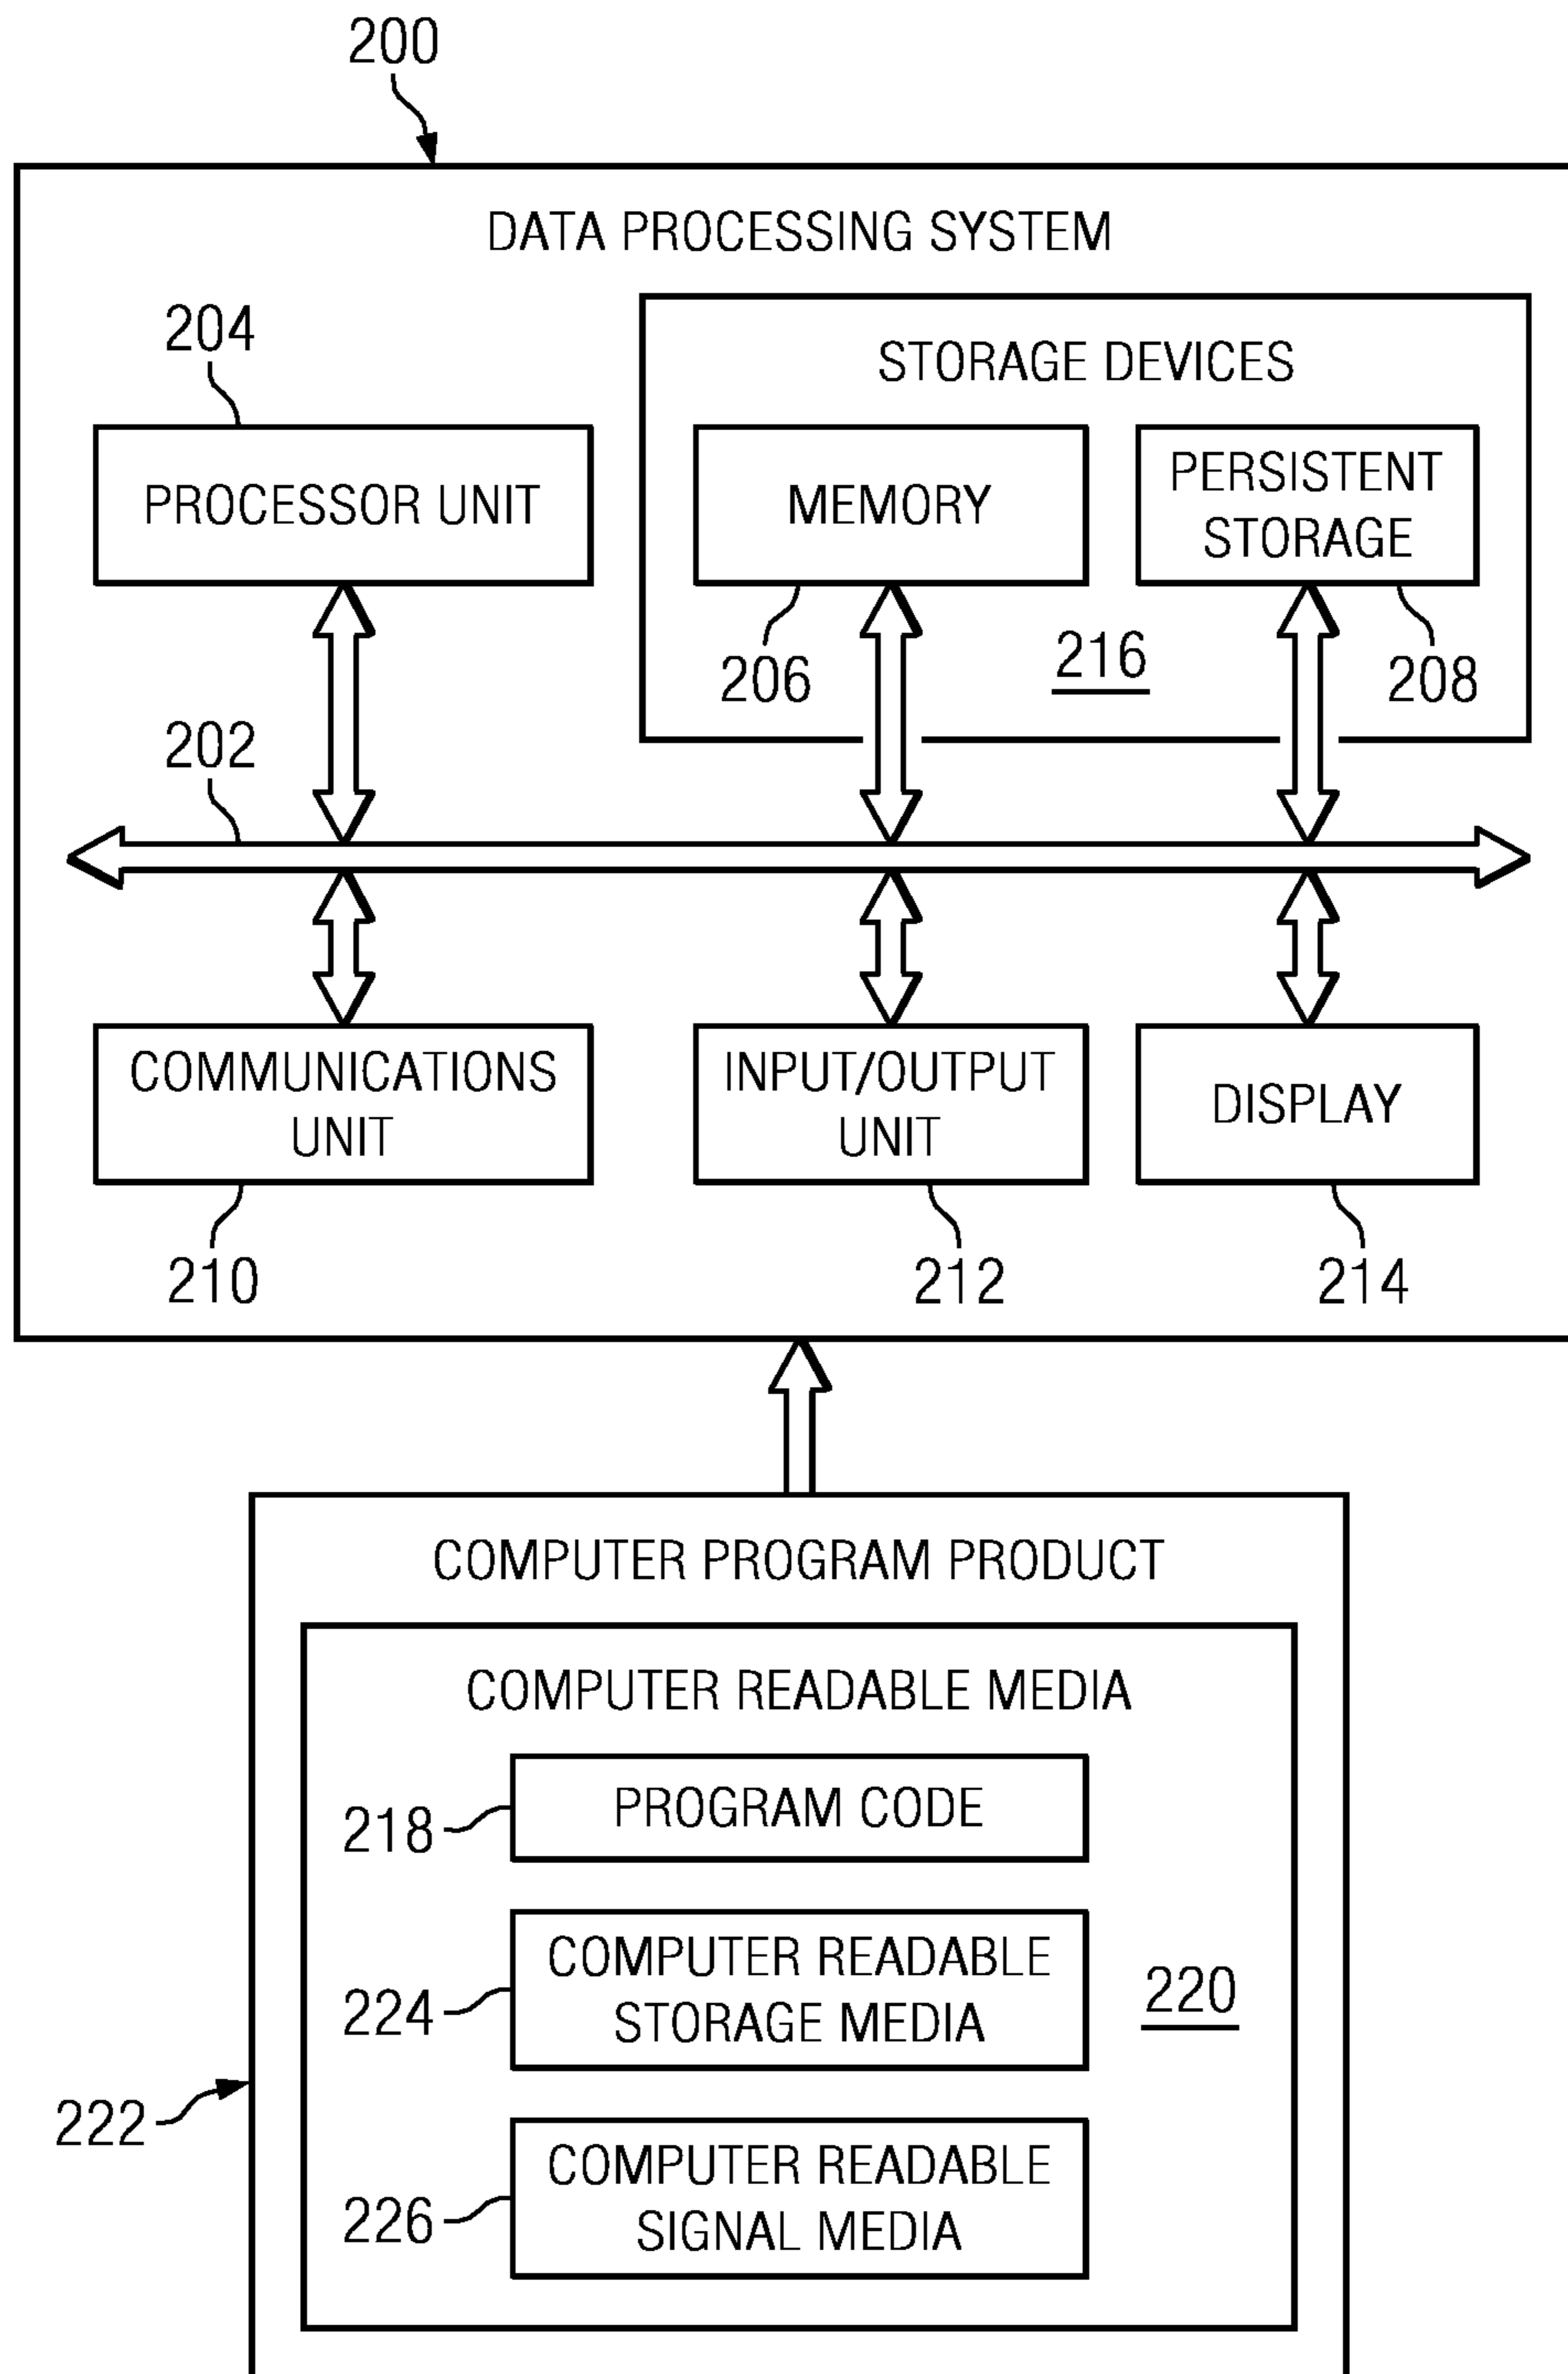 200
DATA PROCESSING SYSTEM
204
STORAGE DEVICES
PROCESSOR UNIT
MEMORY
PERSISTENT
STORAGE
206
216
208
202
COMMUNICATIONS
UNIT
INPUT/OUTPUT
UNIT
DISPLAY
210
212
214
COMPUTER PROGRAM PRODUCT
COMPUTER READABLE MEDIA
218
PROGRAM CODE
224
COMPUTER READABLE
STORAGE MEDIA
220
222
226
COMPUTER READABLE
SIGNAL MEDIA